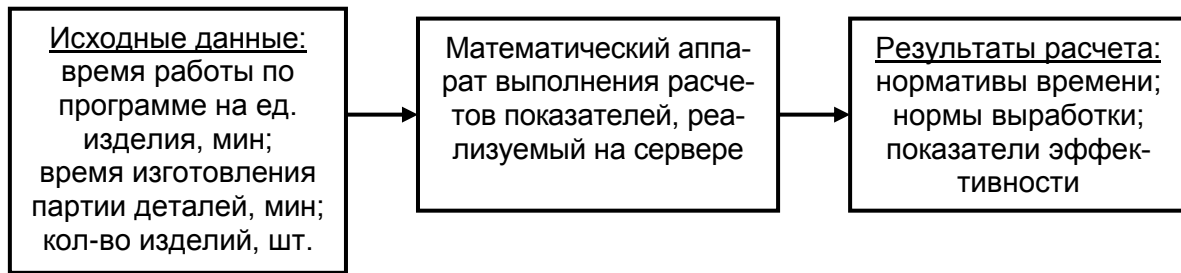 Исходные данные:
время работы по
программе на ед.
изделия, мин;
время изготовления
партии деталей, мин;
кол-во изделий, шт.
Математический аппа-
рат выполнения расче-
тов показателей, реа-
лизуемый на сервере
Результаты расчета:
нормативы времени;
нормы выработки;
показатели эффек-
тивности